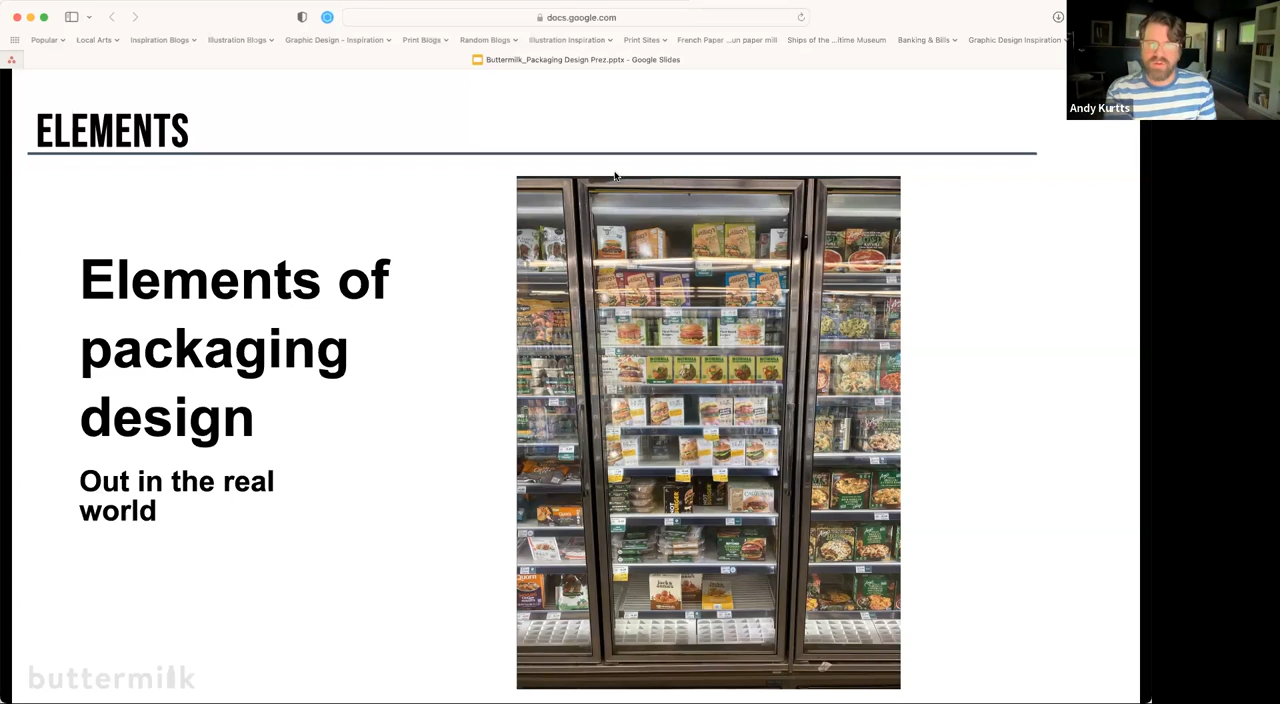 docs.google.com
Popular Local Arts Inspiration Blogs Illustration Blogs Graphic Design - Inspiration Print Blogs Random Blogs Illustration Inspiration Print Sites French Paper ...un paper mill Ships of the ...itime Museum Banking & Bills Graphic Design Inspiration
Buttermilk_Packaging Design Prez.pptx - Google Slides
Andy Kurtts
ELEMENTS
Elements of
packaging
design
Out in the real
world
Quorn
buttermilk